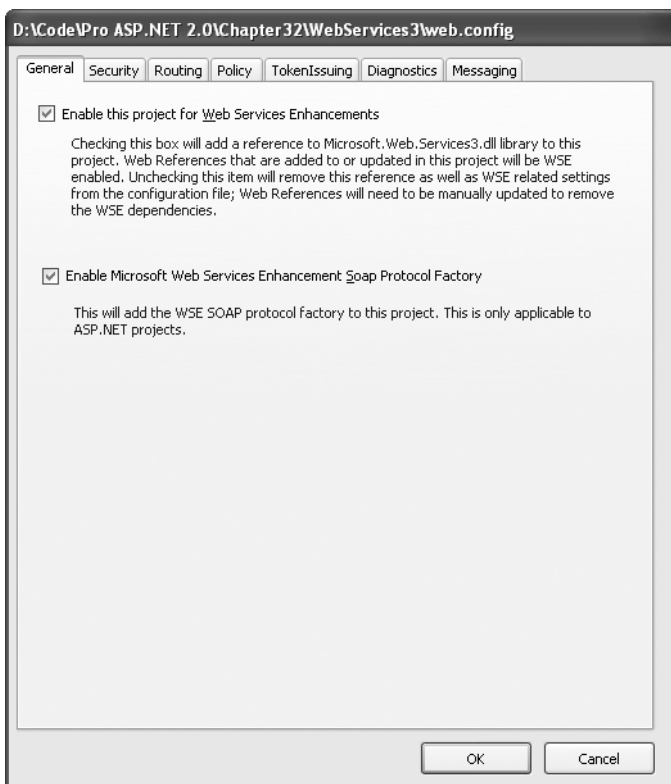 D:\Code\Pro ASP.NET 2.0\Chapter32\WebServices3\web.config
General Security Routing Policy TokenIssuing Diagnostics Messaging
Enable this project for Web Services Enhancements
Checking this box will add a reference to Microsoft.Web.Services3.dll library to this
project. Web References that are added to or updated in this project will be WSE
enabled. Unchecking this item will remove this reference as well as WSE related settings
from the configuration file; Web References will need to be manually updated to remove
the WSE dependencies.
Enable Microsoft Web Services Enhancement Soap Protocol Factory
This will add the WSE SOAP protocol factory to this project. This is only applicable to
ASP.NET projects.
OK Cancel